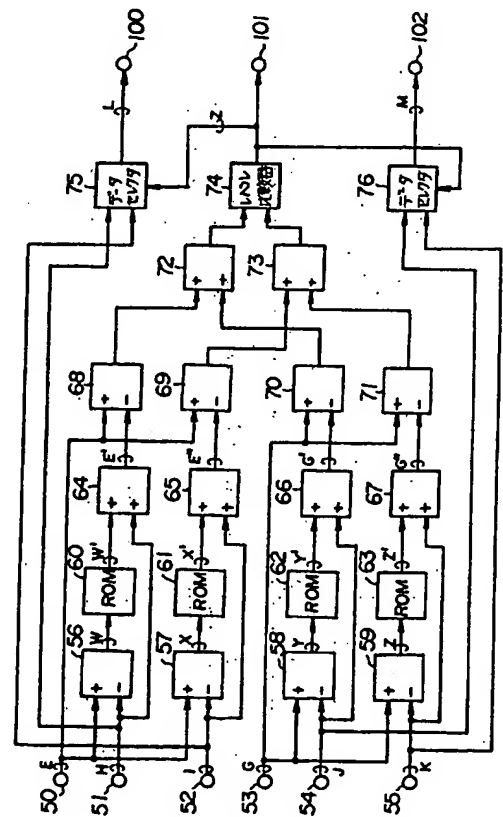 50 F
51 H
52 I
53 G
54 J
55 K
56 + −
57 + −
58 + −
59 + −
W
X
Y
Z
60 ROM
61 ROM
62 ROM
63 ROM
W'
X'
Y'
Z'
64 + +
65 + +
66 + +
67 + +
E'
E"
G'
G"
68 + −
69 + −
70 + −
71 + −
72 + +
73 + +
74
レベル
比較器
75
データ
セレクタ
76
データ
セレクタ
L
Z
M
100
101
102